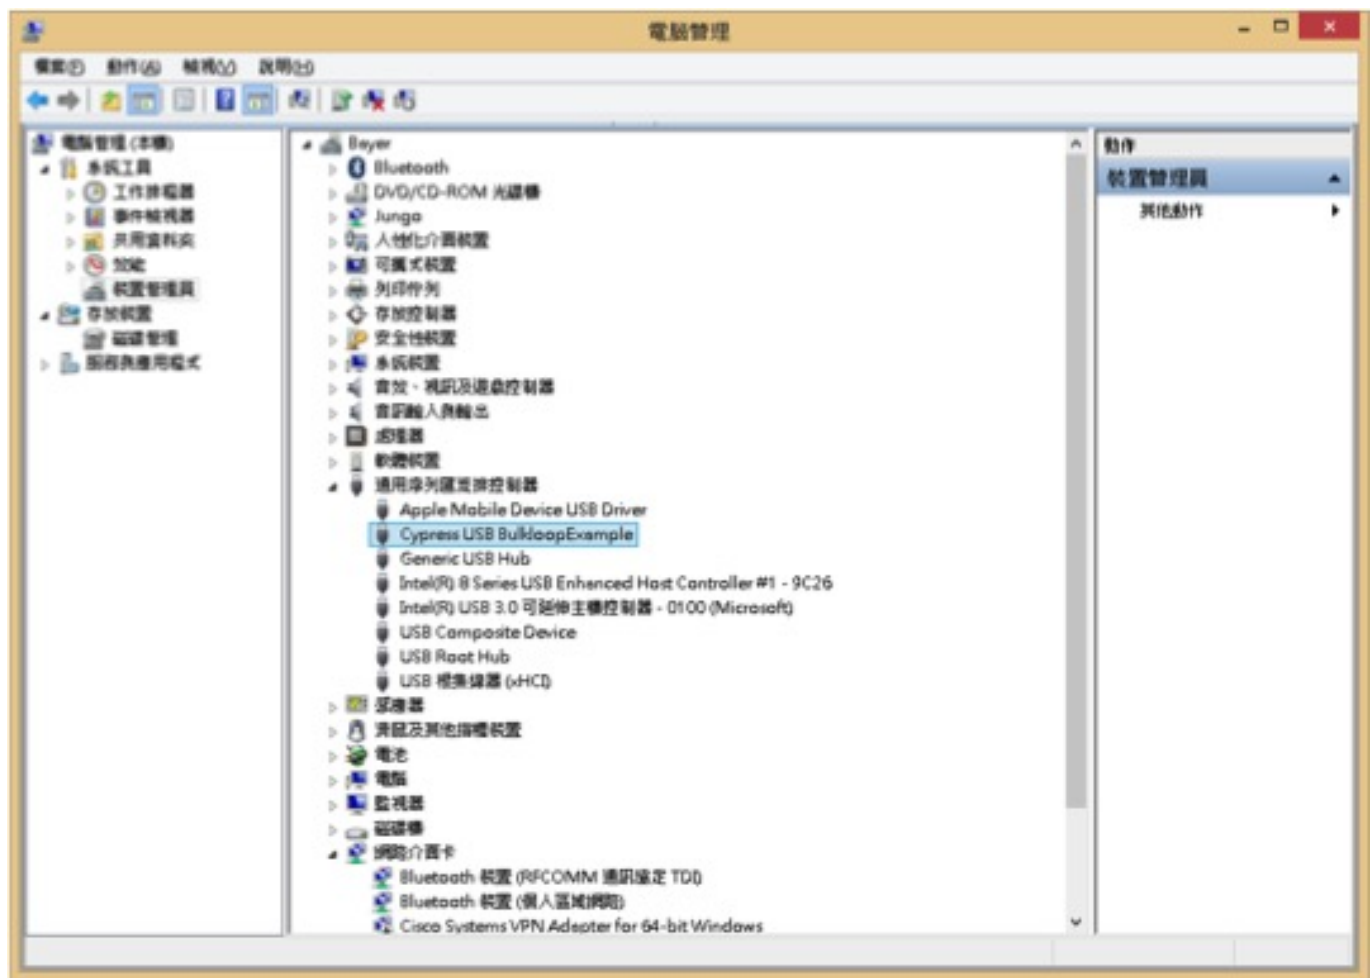 電腦管理
檔案(F) 動作(A) 檢視(V) 說明(H)
電腦管理 (本機)
系統工具
工作排程器
事件檢視器
共用資料夾
效能
裝置管理員
存放裝置
磁碟管理
服務與應用程式
Beyer
Bluetooth
DVD/CD-ROM 光碟機
Jungo
人性化介面裝置
可攜式裝置
列印佇列
存放控制器
安全性裝置
系統裝置
音效、視訊及遊戲控制器
音訊輸入與輸出
處理器
軟體裝置
通用序列匯流排控制器
Apple Mobile Device USB Driver
Cypress USB BulkloopExample
Generic USB Hub
Intel(R) 8 Series USB Enhanced Host Controller #1 - 9C26
Intel(R) USB 3.0 可延伸主機控制器 - 0100 (Microsoft)
USB Composite Device
USB Root Hub
USB 根集線器 (xHCI)
感應器
滑鼠及其他指標裝置
電池
電腦
監視器
磁碟機
網路介面卡
Bluetooth 裝置 (RFCOMM 通訊協定 TDI)
Bluetooth 裝置 (個人區域網路)
Cisco Systems VPN Adapter for 64-bit Windows
動作
裝置管理員
其他動作